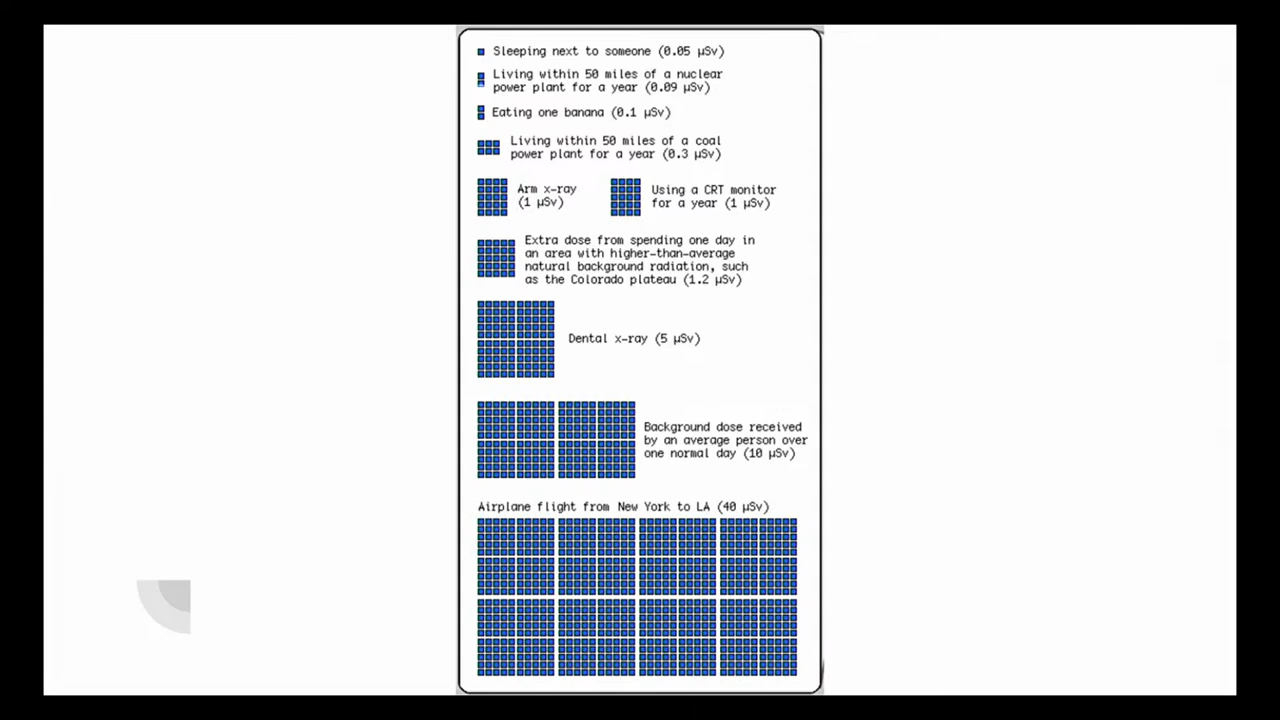 Sleeping next to someone (0.05 µSv)
Living within 50 miles of a nuclear
power plant for a year (0.09 µSv)
Eating one banana (0.1 µSv)
Living within 50 miles of a coal
power plant for a year (0.3 µSv)
Arm x-ray
(1 µSv)
Using a CRT monitor
for a year (1 µSv)
Extra dose from spending one day in
an area with higher-than-average
natural background radiation, such
as the Colorado plateau (1.2 µSv)
Dental x-ray (5 µSv)
Background dose received
by an average person over
one normal day (10 µSv)
Airplane flight from New York to LA (40 µSv)